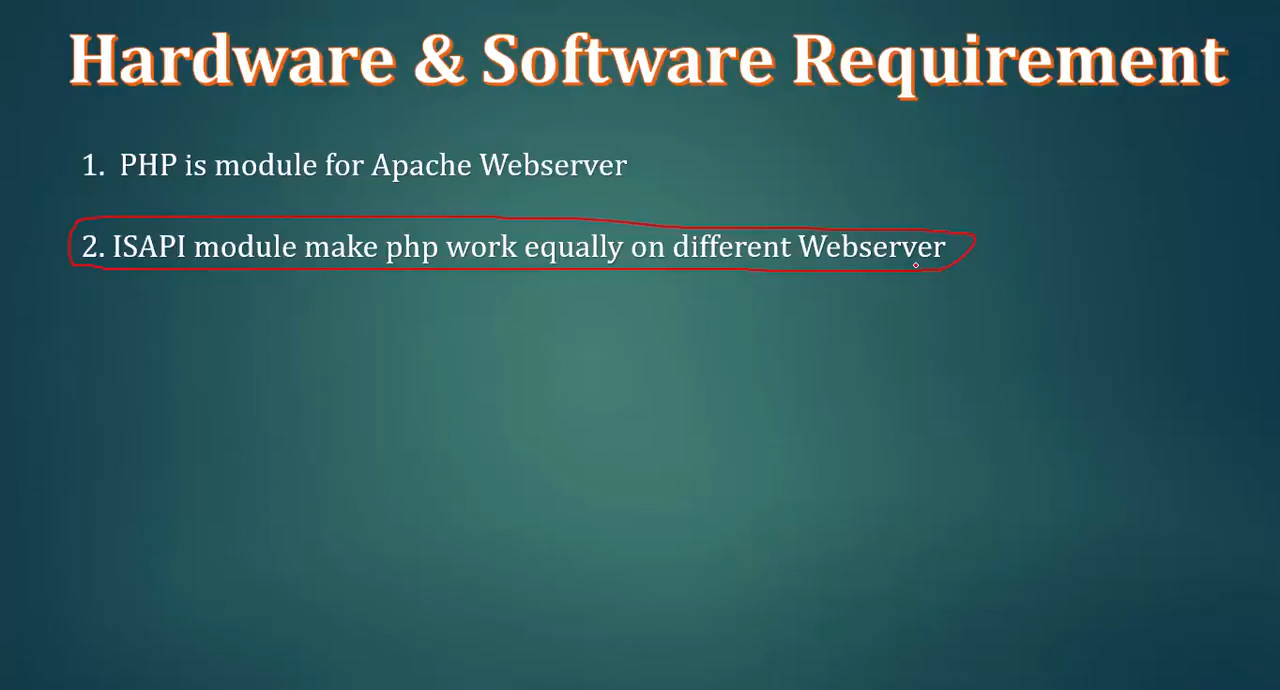 Hardware & Software Requirement
1. PHP is module for Apache Webserver
2. ISAPI module make php work equally on different Webserver